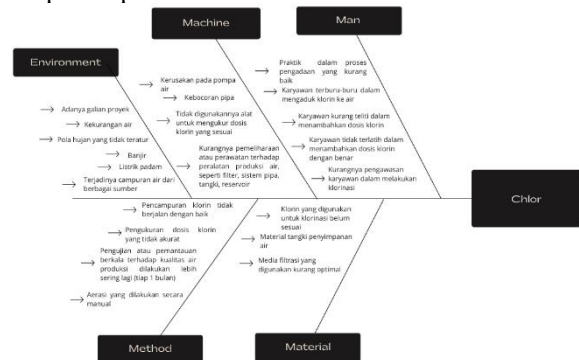 Machine
Man
Environment
Kerusakan pada pompa
air
Kebocoran pipa
Tidak digunakannya alat
untuk mengukur dosis
klorin yang sesuai
Kurangnya pemeliharaan
atau perawatan terhadap
peralatan produksi air,
seperti filter, sistem pipa,
tangki, reservoir
Praktik dalam proses
pengadaan yang kurang
baik
Karyawan terburu-buru dalam
mengaduk klorin ke air
Karyawan kurang teliti dalam
menambahkan dosis klorin
Karyawan tidak terlatih dalam
menambahkan dosis klorin
dengan benar
Kurangnya pengawasan
karyawan dalam melakukan
klorinasi
Adanya galian proyek
Kekurangan air
Pola hujan yang tidak teratur
Banjir
Listrik padam
Terjadinya campuran air dari
berbagai sumber
Chlor
Pencampuran klorin tidak
berjalan dengan baik
Pengukuran dosis klorin
yang tidak akurat
Pengujian atau pemantauan
berkala terhadap kualitas air
produksi dilakukan lebih
sering lagi (tiap 1 bulan)
Aerasi yang dilakukan secara
manual
Klorin yang digunakan
untuk klorinasi belum
sesuai
Material tangki penyimpanan
air
Media filtrasi yang
digunakan kurang optimal
Method
Material